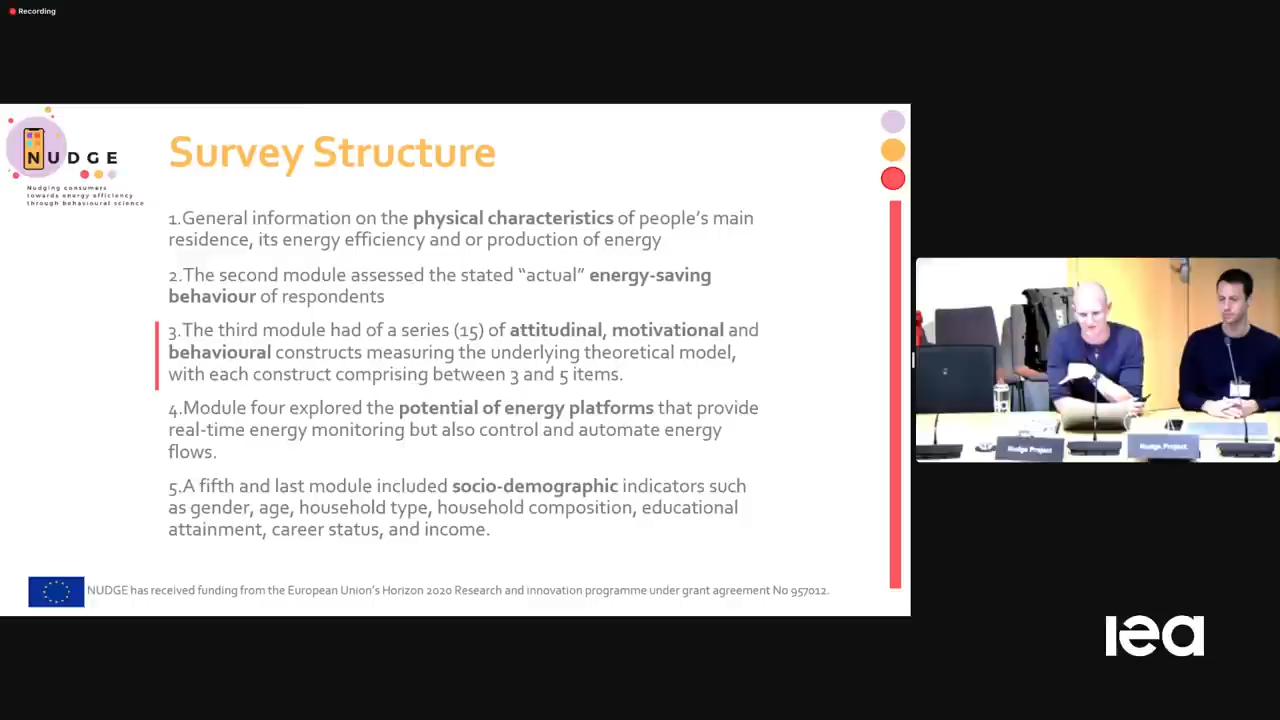 Recording
NUDGE
Nudging consumers
towards energy efficiency
through behavioural science
Survey Structure
1.General information on the physical characteristics of people's main
residence, its energy efficiency and or production of energy
2.The second module assessed the stated “actual” energy-saving
behaviour of respondents
3.The third module had of a series (15) of attitudinal, motivational and
behavioural constructs measuring the underlying theoretical model,
with each construct comprising between 3 and 5 items.
4.Module four explored the potential of energy platforms that provide
real-time energy monitoring but also control and automate energy
flows.
5.A fifth and last module included socio-demographic indicators such
as gender, age, household type, household composition, educational
attainment, career status, and income.
NUDGE has received funding from the European Union's Horizon 2020 Research and innovation programme under grant agreement No 957012.
Nudge Project
Nudge Project
iea